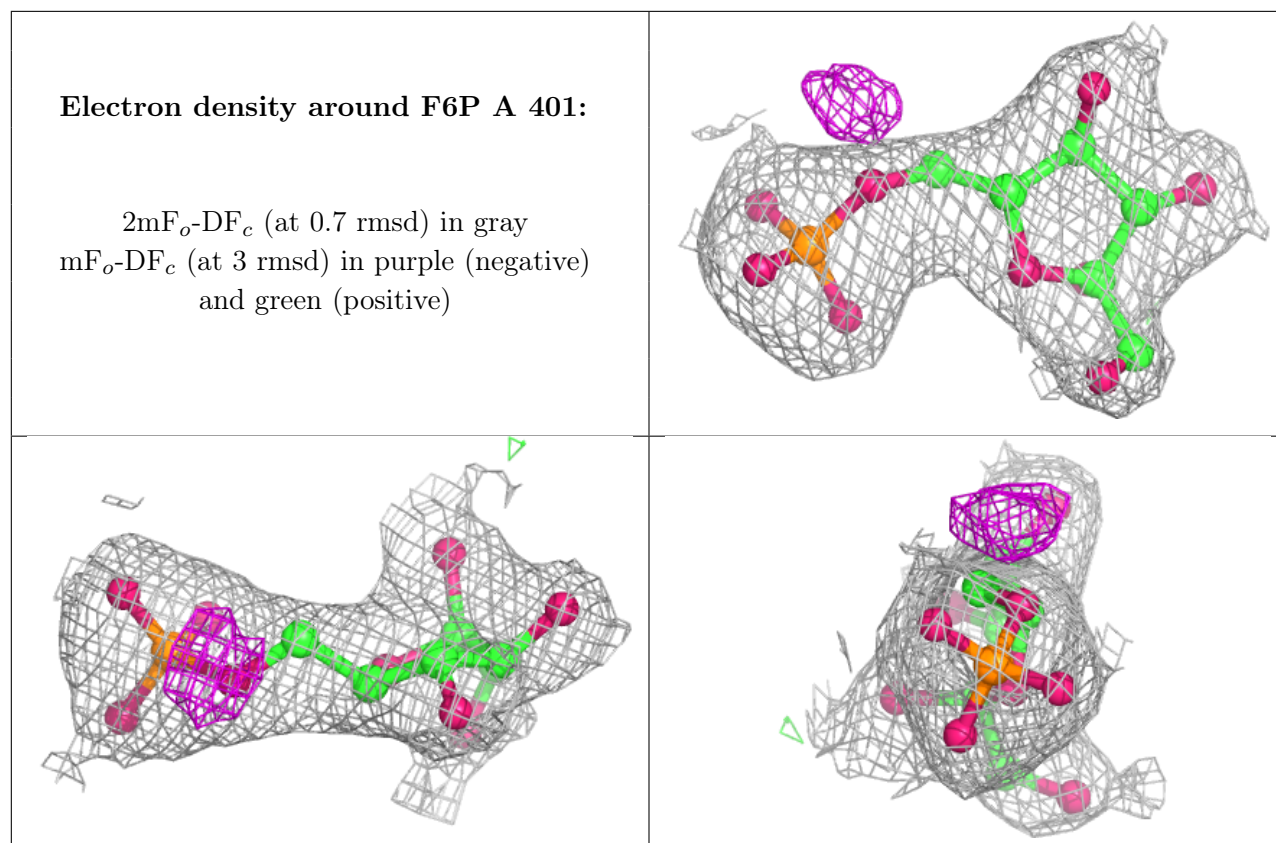 Electron density around F6P A 401:
2mFo-DFc (at 0.7 rmsd) in gray
mFo-DFc (at 3 rmsd) in purple (negative)
and green (positive)